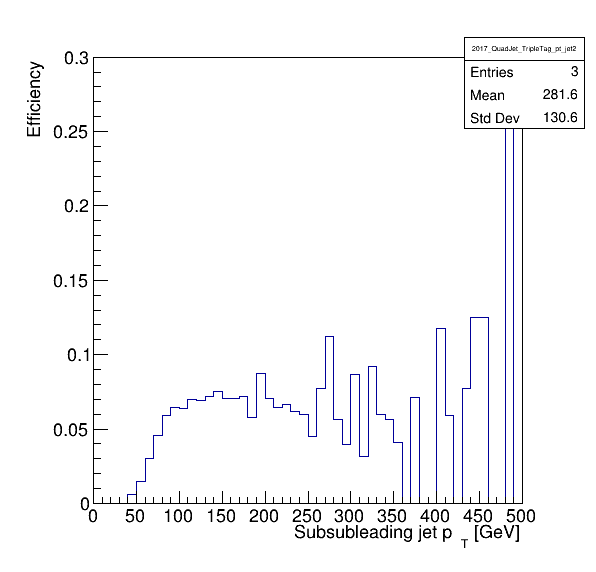 2017_QuadJet_TripleTag_pt_jet2
Entries 3
Mean 281.6
Std Dev 130.6
Efficiency
0.3
0.25
0.2
0.15
0.1
0.05
0
0 50 100 150 200 250 300 350 400 450 500
Subsubleading jet p_T [GeV]